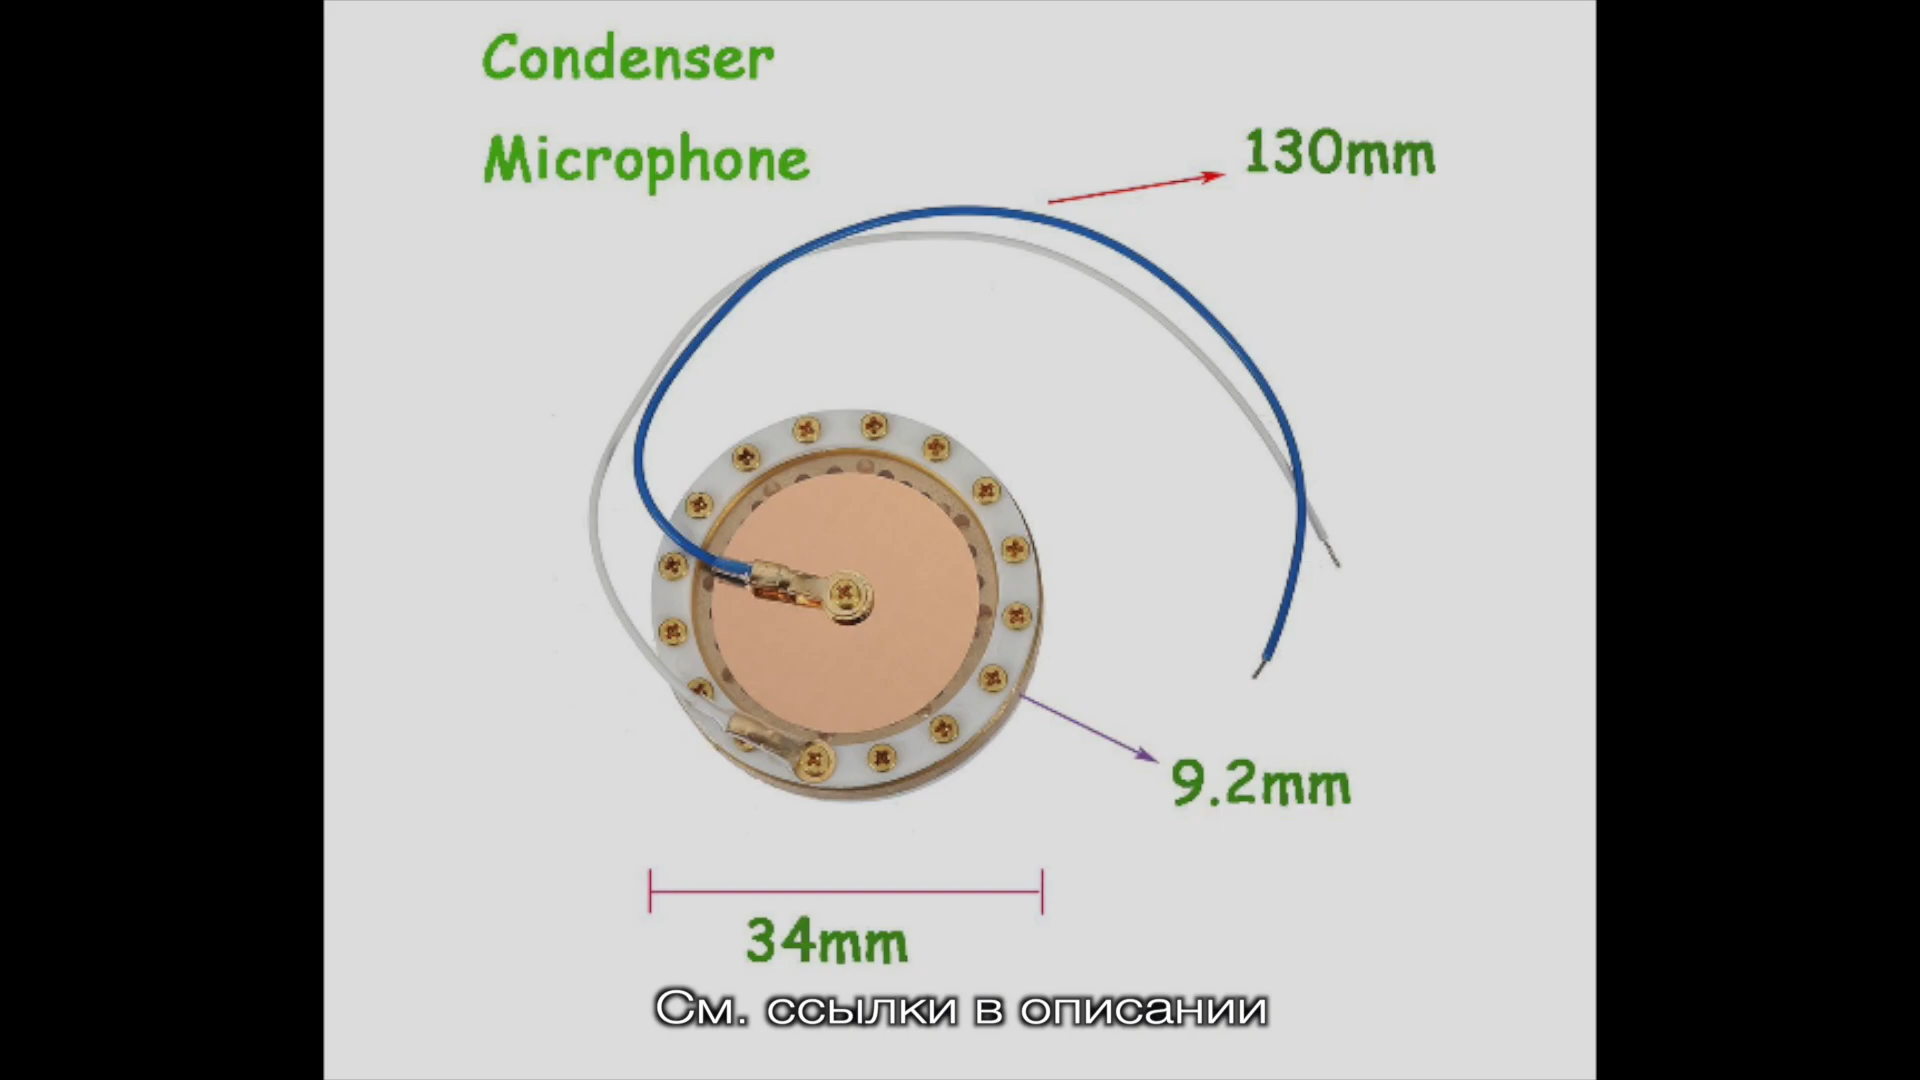 Condenser
Microphone
130mm
9.2mm
34mm
См. ссылки в описании